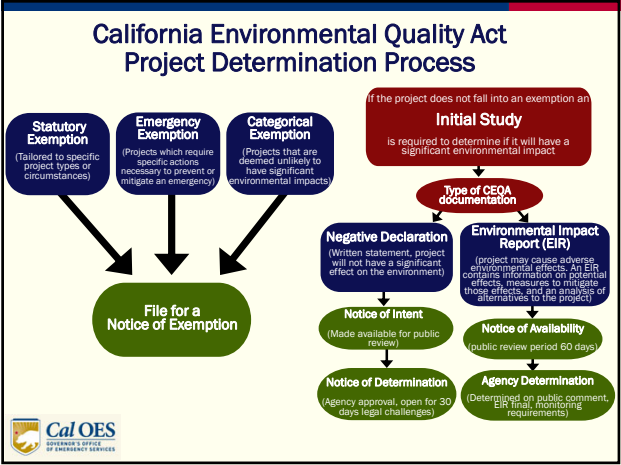 California Environmental Quality Act
Project Determination Process
Statutory
Exemption
(Tailored to specific
project types or
circumstances)
Emergency
Exemption
(Projects which require
specific actions
necessary to prevent or
mitigate an emergency)
Categorical
Exemption
(Projects that are
deemed unlikely to
have significant
environmental impacts)
File for a
Notice of Exemption
If the project does not fall into an exemption an
Initial Study
is required to determine if it will have a
significant environmental impact
Type of CEQA
documentation
Negative Declaration
(Written statement, project
will not have a significant
effect on the environment)
Notice of Intent
(Made available for public
review)
Notice of Determination
(Agency approval, open for 30
days legal challenges)
Environmental Impact
Report (EIR)
(project may cause adverse
environmental effects. An EIR
contains information on potential
effects, measures to mitigate
those effects, and an analysis of
alternatives to the project)
Notice of Availability
(public review period 60 days)
Agency Determination
(Determined on public comment,
EIR final, monitoring
requirements)
Cal OES
GOVERNOR'S OFFICE
OF EMERGENCY SERVICES